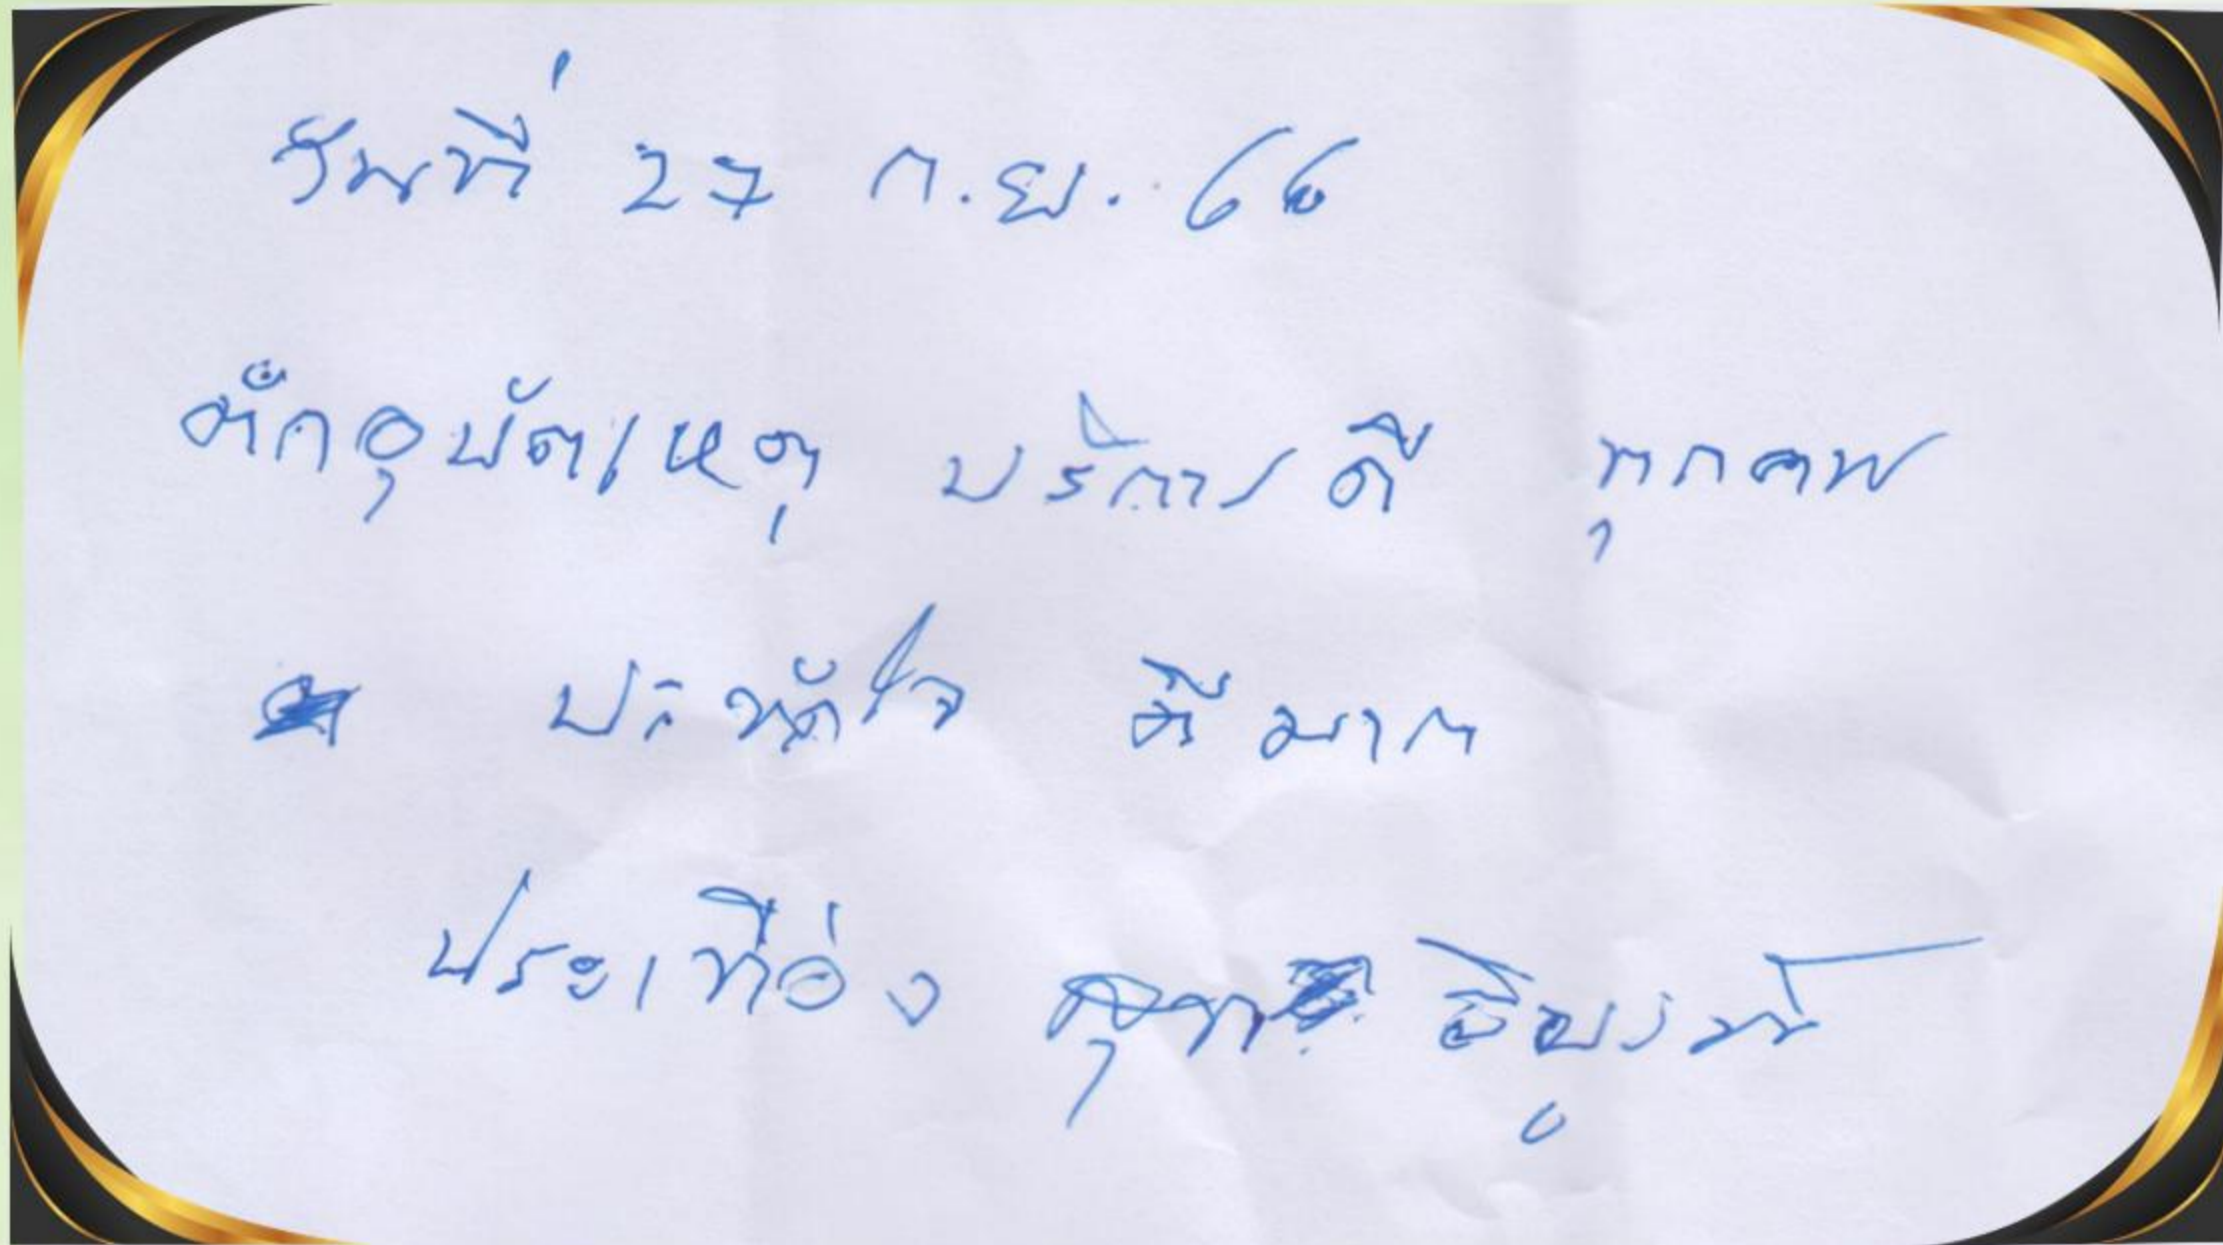 วันที่ 27 ก.ย. 66
ตึกอุบัติเหตุ บริการดี ทุกคน
ประทับใจ ดีมาก
ประเทือง